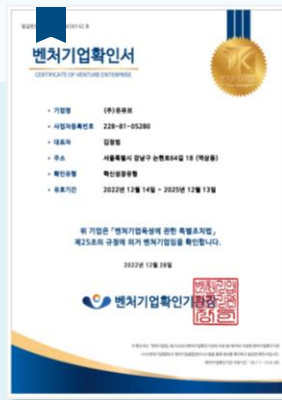 벤처기업확인서
CERTIFICATE OF VENTURE ENTERPRISE
• 기업명 (주)유큐브
• 사업자등록번호 228-81-05280
• 대표자 김정범
• 주소 서울특별시 강남구 논현로64길 18 (역삼동)
• 확인유형 혁신성장유형
• 유효기간 2022년 12월 14일 ~ 2025년 12월 13일
위 기업은 「벤처기업육성에 관한 특별조치법」
제25조의 규정에 의거 벤처기업임을 확인합니다.
2022년 12월 28일
벤처기업확인기관장